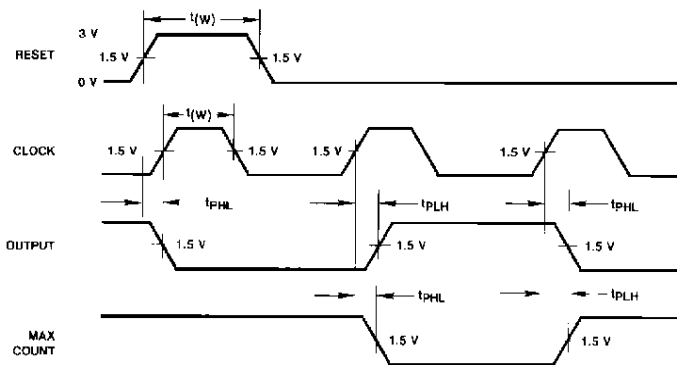 t(W)
3 V
RESET
1.5 V
1.5 V
0 V
t(W)
CLOCK
1.5 V
1.5 V
1.5 V
1.5 V
tPHL
tPLH
tPHL
OUTPUT
1.5 V
1.5 V
1.5 V
tPHL
tPLH
MAX
COUNT
1.5 V
1.5 V